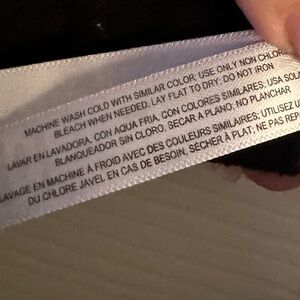 MACHINE WASH COLD WITH SIMILAR COLOR; USE ONLY NON CHLO
BLEACH WHEN NEEDED; LAY FLAT TO DRY; DO NOT IRON
LAVAR EN LAVADORA, CON AQUA FRIA, CON COLORES SIMILARES; USA SOL
BLANQUEADOR SIN CLORO; SECAR A PLANO; NO PLANCHAR
LAVAGE EN MACHINE À FROID AVEC DES COULEURS SIMILAIRES; UTILISEZ
DU CHLORE JAVEL EN CAS DE BESOIN; SÉCHER À PLAT; NE PAS REP